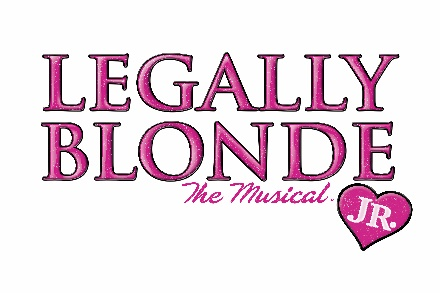 LEGALLY
BLONDE
The Musical
JR.